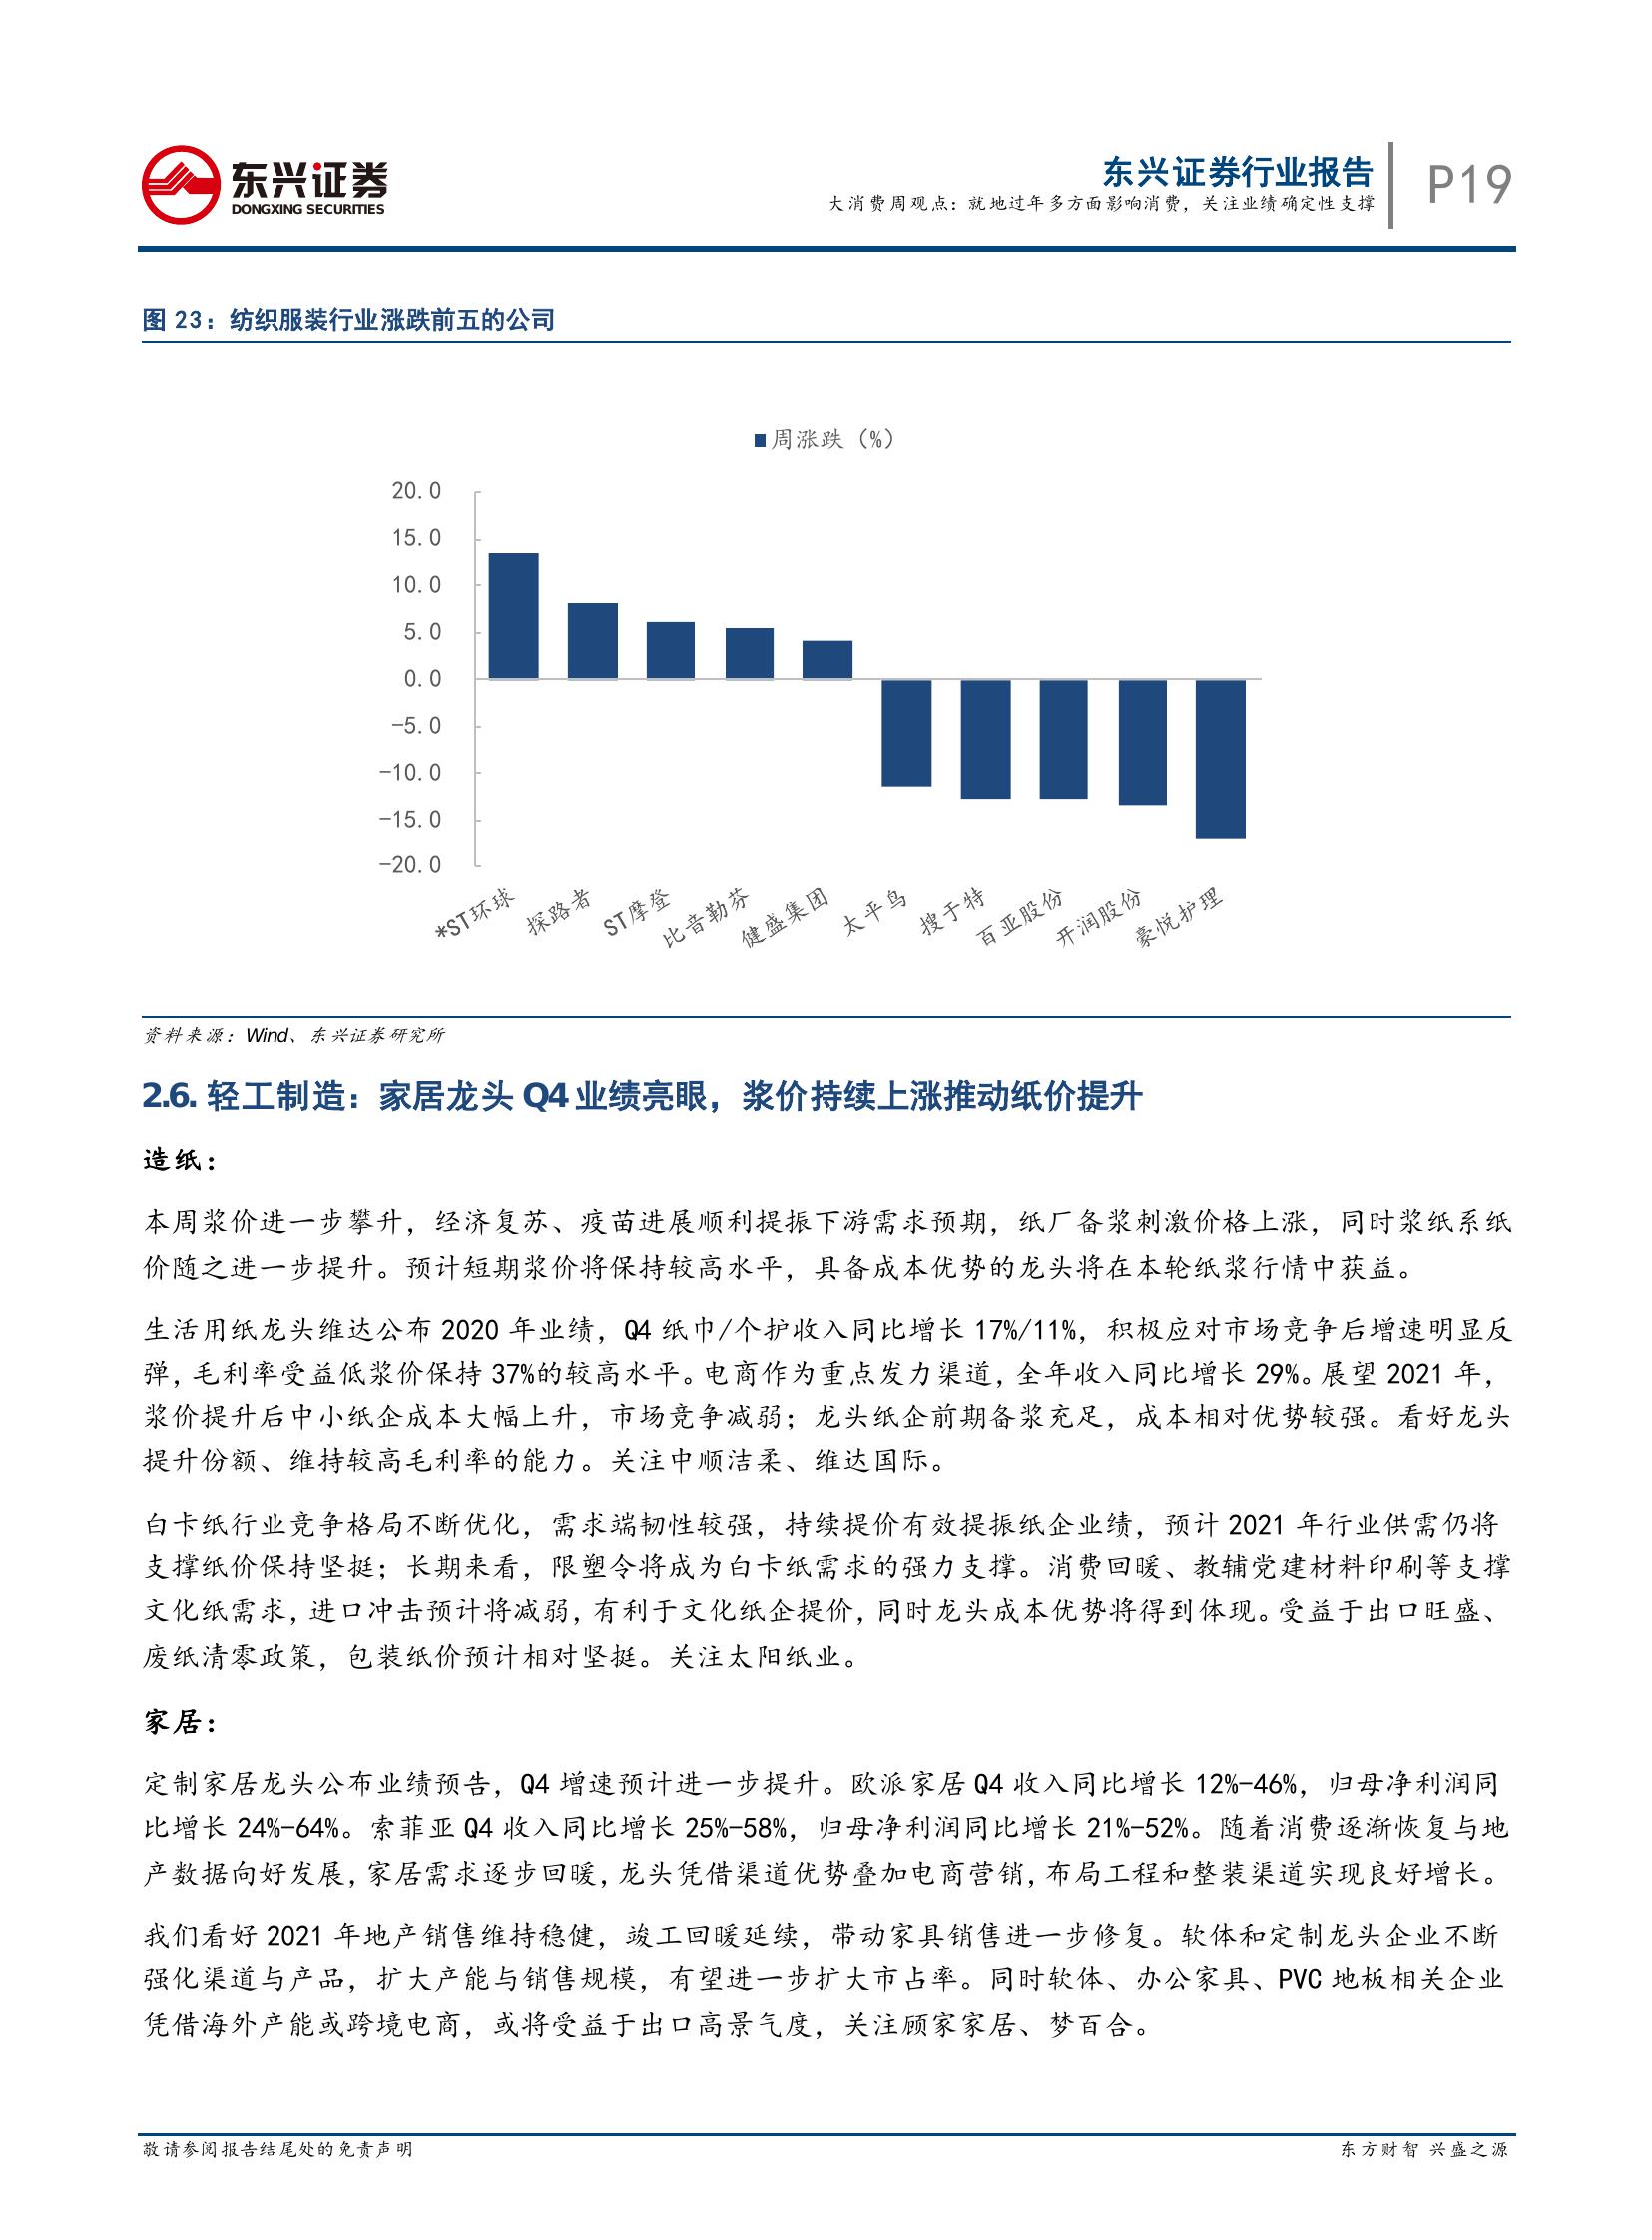 东兴证券
DONGXING SECURITIES
东兴证券行业报告
大消费周观点：就地过年多方面影响消费，关注业绩确定性支撑
P19
图 23：纺织服装行业涨跌前五的公司
周涨跌（%）
20.0
15.0
10.0
5.0
0.0
-5.0
-10.0
-15.0
-20.0
*ST环球
探路者
ST摩登
比音勒芬
健盛集团
太平鸟
搜于特
百亚股份
开润股份
豪悦护理
资料来源：Wind、东兴证券研究所
2.6. 轻工制造：家居龙头 Q4 业绩亮眼，浆价持续上涨推动纸价提升
造纸：
本周浆价进一步攀升，经济复苏、疫苗进展顺利提振下游需求预期，纸厂备浆刺激价格上涨，同时浆纸系纸
价随之进一步提升。预计短期浆价将保持较高水平，具备成本优势的龙头将在本轮纸浆行情中获益。
生活用纸龙头维达公布 2020 年业绩，Q4 纸巾/个护收入同比增长 17%/11%，积极应对市场竞争后增速明显反
弹，毛利率受益低浆价保持 37%的较高水平。电商作为重点发力渠道，全年收入同比增长 29%。展望 2021 年，
浆价提升后中小纸企成本大幅上升，市场竞争减弱；龙头纸企前期备浆充足，成本相对优势较强。看好龙头
提升份额、维持较高毛利率的能力。关注中顺洁柔、维达国际。
白卡纸行业竞争格局不断优化，需求端韧性较强，持续提价有效提振纸企业绩，预计 2021 年行业供需仍将
支撑纸价保持坚挺；长期来看，限塑令将成为白卡纸需求的强力支撑。消费回暖、教辅党建材料印刷等支撑
文化纸需求，进口冲击预计将减弱，有利于文化纸企提价，同时龙头成本优势将得到体现。受益于出口旺盛、
废纸清零政策，包装纸价预计相对坚挺。关注太阳纸业。
家居：
定制家居龙头公布业绩预告，Q4 增速预计进一步提升。欧派家居 Q4 收入同比增长 12%-46%，归母净利润同
比增长 24%-64%。索菲亚 Q4 收入同比增长 25%-58%，归母净利润同比增长 21%-52%。随着消费逐渐恢复与地
产数据向好发展，家居需求逐步回暖，龙头凭借渠道优势叠加电商营销，布局工程和整装渠道实现良好增长。
我们看好 2021 年地产销售维持稳健，竣工回暖延续，带动家具销售进一步修复。软体和定制龙头企业不断
强化渠道与产品，扩大产能与销售规模，有望进一步扩大市占率。同时软体、办公家具、PVC 地板相关企业
凭借海外产能或跨境电商，或将受益于出口高景气度，关注顾家家居、梦百合。
敬请参阅报告结尾处的免责声明
东方财智 兴盛之源